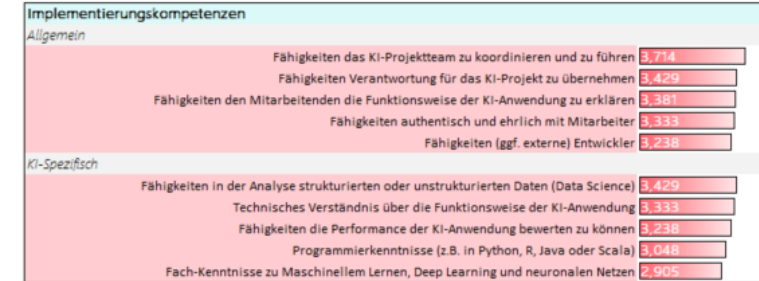 Implementierungskompetenzen
Allgemein
Fähigkeiten das KI-Projektteam zu koordinieren und zu führen 3,714
Fähigkeiten Verantwortung für das KI-Projekt zu übernehmen 3,429
Fähigkeiten den Mitarbeitenden die Funktionsweise der KI-Anwendung zu erklären 3,381
Fähigkeiten authentisch und ehrlich mit Mitarbeiter 3,333
Fähigkeiten (ggf. externe) Entwickler 3,238
KI-Spezifisch
Fähigkeiten in der Analyse strukturierten oder unstrukturierten Daten (Data Science) 3,429
Technisches Verständnis über die Funktionsweise der KI-Anwendung 3,333
Fähigkeiten die Performance der KI-Anwendung bewerten zu können 3,238
Programmierkenntnisse (z.B. in Python, R, Java oder Scala) 3,048
Fach-Kenntnisse zu Maschinellem Lernen, Deep Learning und neuronalen Netzen 2,905